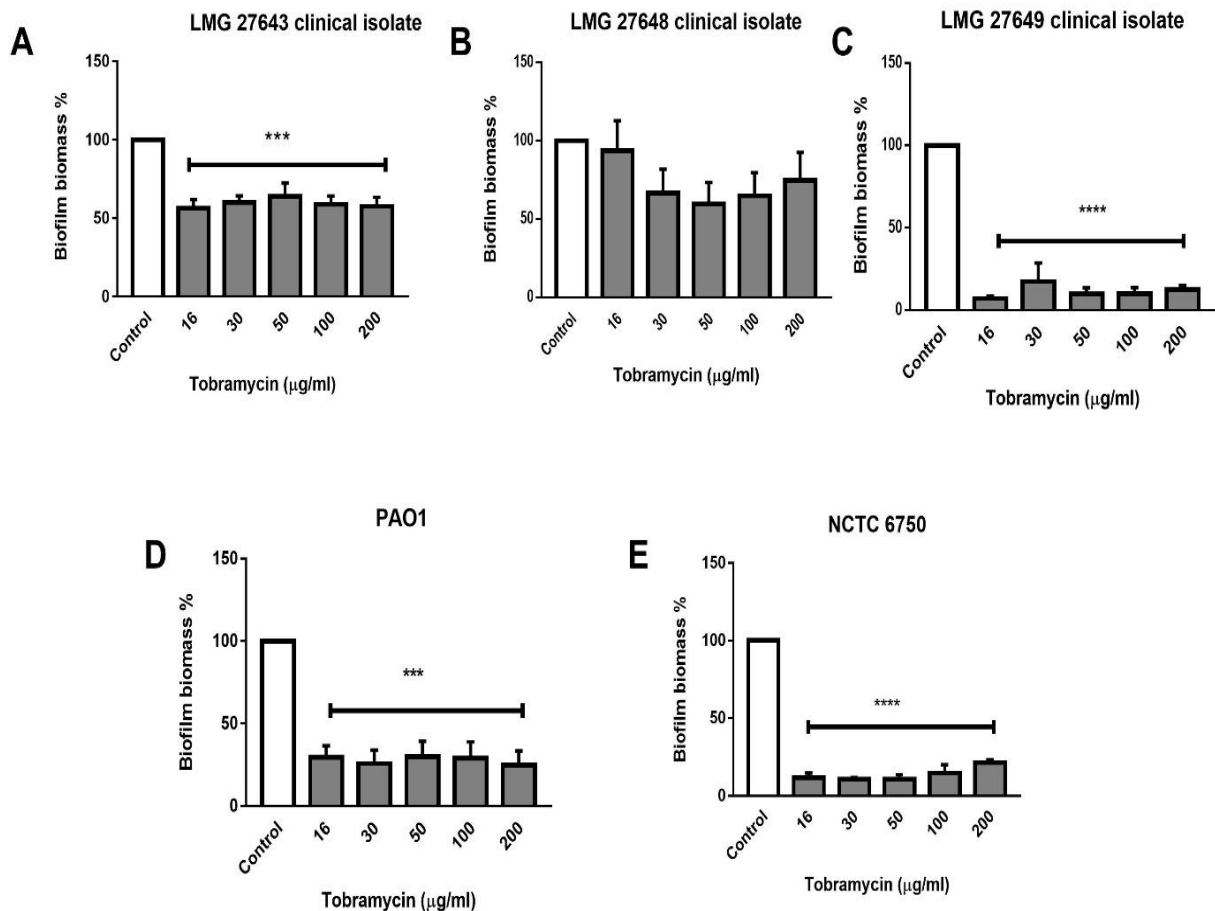 A
LMG 27643 clinical isolate
Biofilm biomass %
150
100
50
0
***
Control
16
30
50
100
200
Tobramycin (μg/ml)
B
LMG 27648 clinical isolate
Biofilm biomass %
150
100
50
0
Control
16
30
50
100
200
Tobramycin (μg/ml)
C
LMG 27649 clinical isolate
Biofilm biomass %
150
100
50
0
****
Control
16
30
50
100
200
Tobramycin (μg/ml)
D
PAO1
Biofilm biomass %
150
100
50
0
***
Control
16
30
50
100
200
Tobramycin (μg/ml)
E
NCTC 6750
Biofilm biomass %
150
100
50
0
****
Control
16
30
50
100
200
Tobramycin (μg/ml)